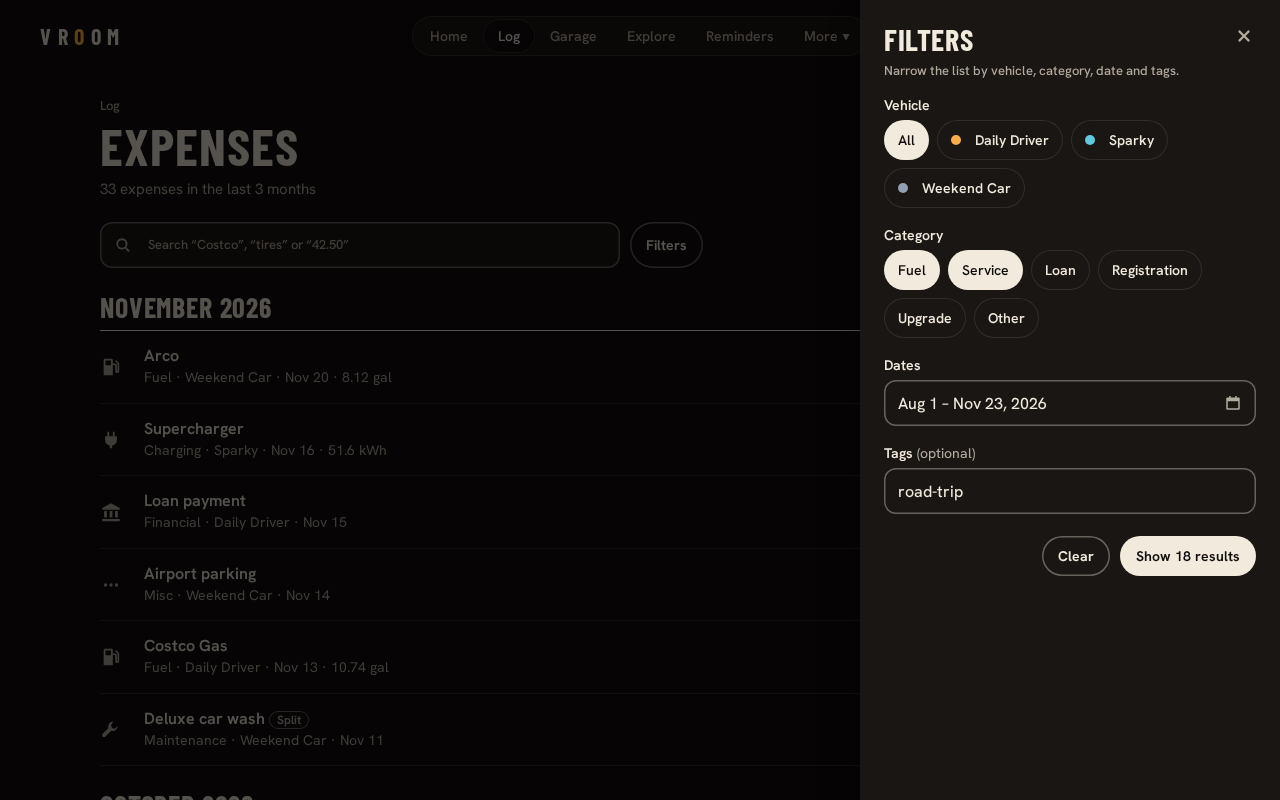 VROOM
Home
Log
Garage
Explore
Reminders
More ▾
Log
EXPENSES
33 expenses in the last 3 months
Search “Costco”, “tires” or “42.50”
Filters
NOVEMBER 2026
Arco
Fuel · Weekend Car · Nov 20 · 8.12 gal
Supercharger
Charging · Sparky · Nov 16 · 51.6 kWh
Loan payment
Financial · Daily Driver · Nov 15
Airport parking
Misc · Weekend Car · Nov 14
Costco Gas
Fuel · Daily Driver · Nov 13 · 10.74 gal
Deluxe car wash Split
Maintenance · Weekend Car · Nov 11
OCTOBER 2026
FILTERS
Narrow the list by vehicle, category, date and tags.
Vehicle
All
Daily Driver
Sparky
Weekend Car
Category
Fuel
Service
Loan
Registration
Upgrade
Other
Dates
Aug 1 – Nov 23, 2026
Tags (optional)
road-trip
Clear
Show 18 results